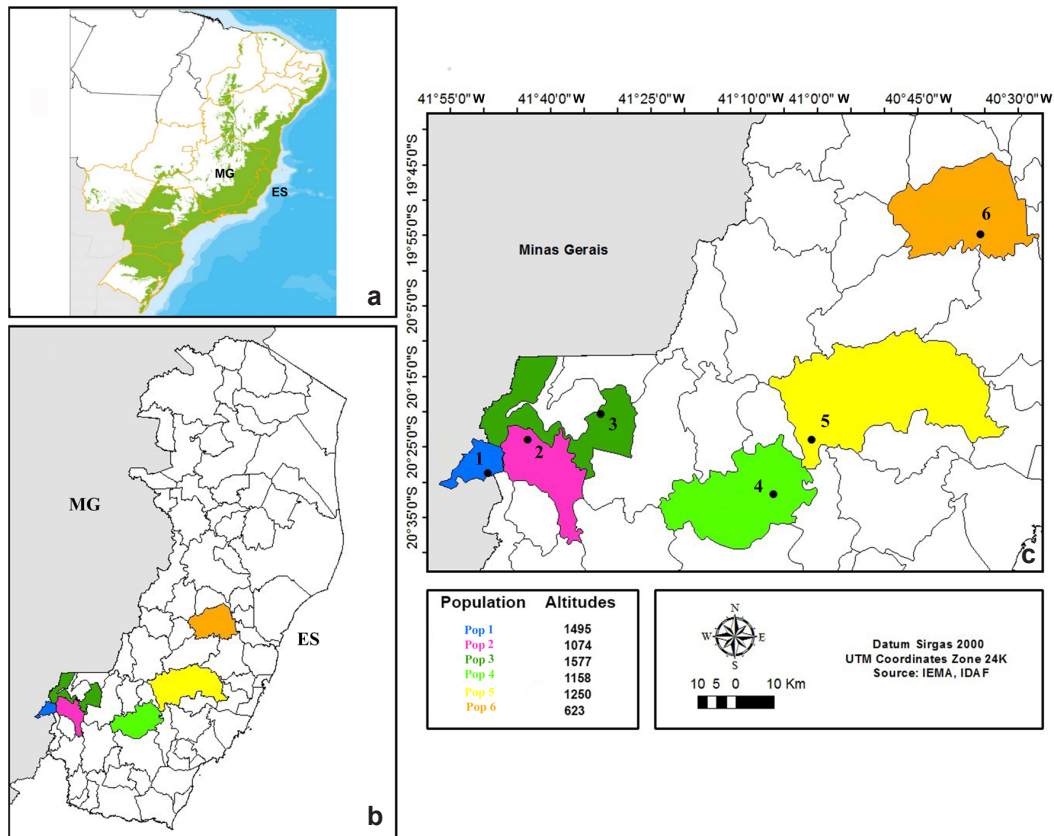 MG
ES
a
MG
ES
b
41°55'0"W 41°40'0"W 41°25'0"W 41°10'0"W 41°0'0"W 40°45'0"W 40°30'0"W
19°45'0"S
19°55'0"S
20°5'0"S
20°15'0"S
20°25'0"S
20°35'0"S
Minas Gerais
6
5
3
2
1
4
c
Population Altitudes
Pop 1 1495
Pop 2 1074
Pop 3 1577
Pop 4 1158
Pop 5 1250
Pop 6 623
N
W E
S
10 5 0 10 Km
Datum Sirgas 2000
UTM Coordinates Zone 24K
Source: IEMA, IDAF